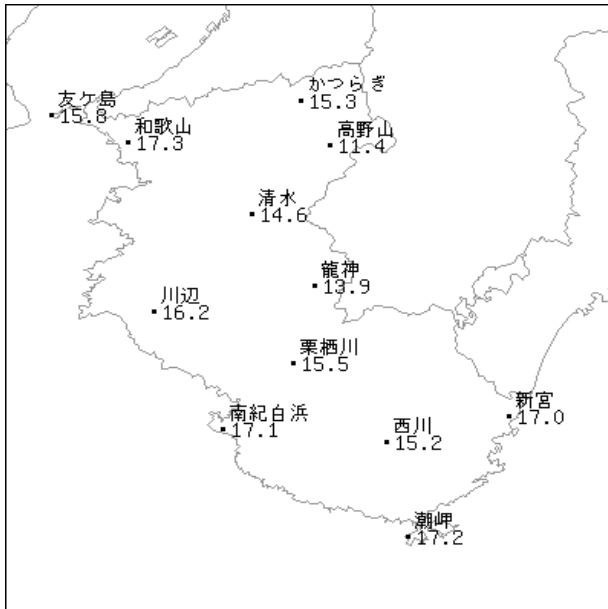 かつらぎ
15.3
友ケ島
15.8
和歌山
17.3
高野山
11.4
清水
14.6
龍神
13.9
川辺
16.2
栗栖川
15.5
新宮
17.0
南紀白浜
17.1
西川
15.2
潮岬
17.2